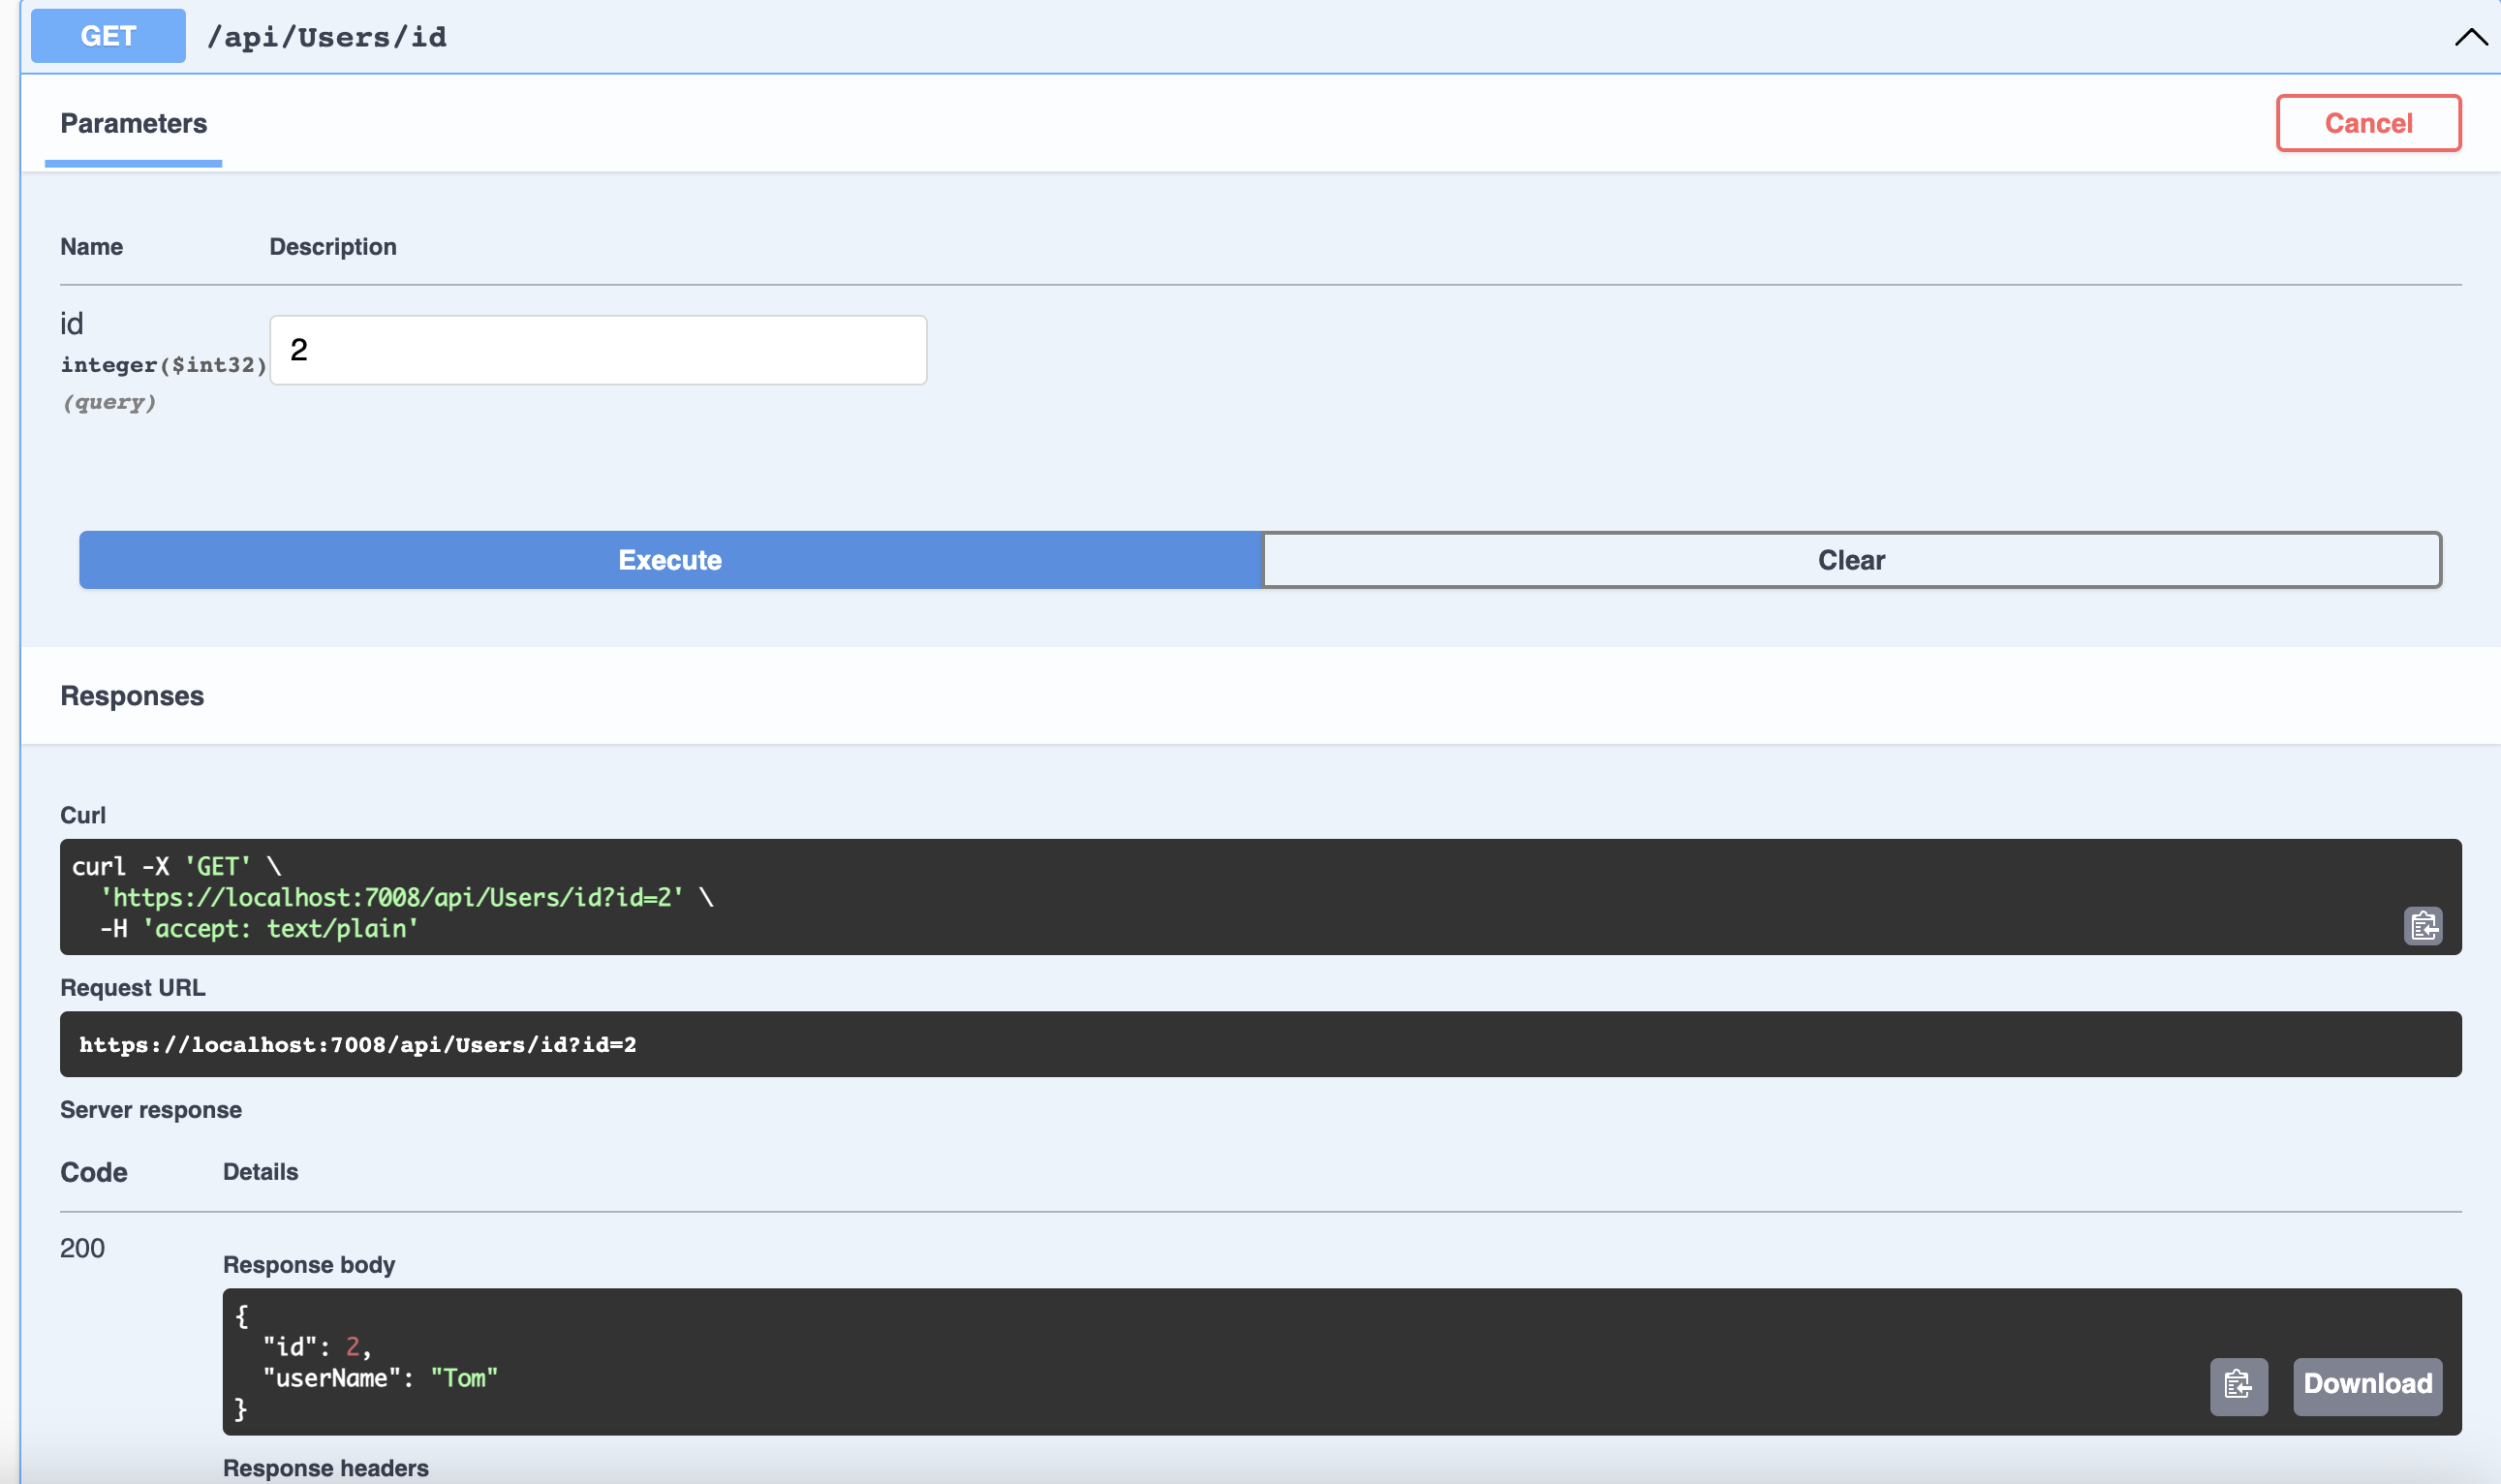 GET /api/Users/id
Parameters
Cancel
Name Description
id
integer($int32)
(query)
2
Execute
Clear
Responses
Curl
curl -X 'GET' \
'https://localhost:7008/api/Users/id?id=2' \
-H 'accept: text/plain'
Request URL
https://localhost:7008/api/Users/id?id=2
Server response
Code Details
200
Response body
{
"id": 2,
"userName": "Tom"
}
Download
Response headers